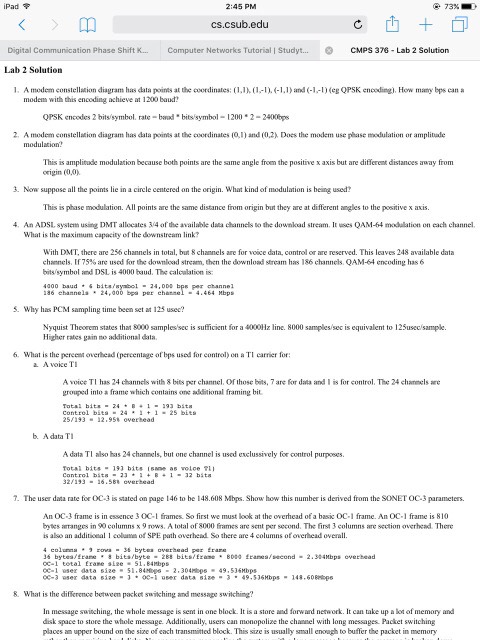 iPad 2:45 PM 73%
cs.csub.edu
Digital Communication Phase Shift K... Computer Networks Tutorial | Studyt... CMPS 376 - Lab 2 Solution
Lab 2 Solution
1. A modem constellation diagram has data points at the coordinates: (1,1), (1,-1), (-1,1) and (-1,-1) (eg QPSK encoding). How many bps can a
modem with this encoding achieve at 1200 baud?
QPSK encodes 2 bits/symbol. rate = baud * bits/symbol = 1200 * 2 = 2400bps
2. A modem constellation diagram has data points at the coordinates (0,1) and (0,2). Does the modem use phase modulation or amplitude
modulation?
This is amplitude modulation because both points are the same angle from the positive x axis but are different distances away from
origin (0,0).
3. Now suppose all the points lie in a circle centered on the origin. What kind of modulation is being used?
This is phase modulation. All points are the same distance from origin but they are at different angles to the positive x axis.
4. An ADSL system using DMT allocates 3/4 of the available data channels to the download stream. It uses QAM-64 modulation on each channel.
What is the maximum capacity of the downstream link?
With DMT, there are 256 channels in total, but 8 channels are for voice data, control or are reserved. This leaves 248 available data
channels. If 75% are used for the download stream, then the download stream has 186 channels. QAM-64 encoding has 6
bits/symbol and DSL is 4000 baud. The calculation is:
4000 baud * 6 bits/symbol = 24,000 bps per channel
186 channels * 24,000 bps per channel = 4.464 Mbps
5. Why has PCM sampling time been set at 125 usec?
Nyquist Theorem states that 8000 samples/sec is sufficient for a 4000Hz line. 8000 samples/sec is equivalent to 125usec/sample.
Higher rates gain no additional data.
6. What is the percent overhead (percentage of bps used for control) on a T1 carrier for:
a. A voice T1
A voice T1 has 24 channels with 8 bits per channel. Of those bits, 7 are for data and 1 is for control. The 24 channels are
grouped into a frame which contains one additional framing bit.
Total bits = 24 * 8 + 1 = 193 bits
Control bits = 24 * 1 + 1 = 25 bits
25/193 = 12.95% overhead
b. A data T1
A data T1 also has 24 channels, but one channel is used exclusively for control purposes.
Total bits = 193 bits (same as voice T1)
Control bits = 23 * 1 + 8 + 1 = 32 bits
32/193 = 16.58% overhead
7. The user data rate for OC-3 is stated on page 146 to be 148.608 Mbps. Show how this number is derived from the SONET OC-3 parameters.
An OC-3 frame is in essence 3 OC-1 frames. So first we must look at the overhead of a basic OC-1 frame. An OC-1 frame is 810
bytes arranges in 90 columns x 9 rows. A total of 8000 frames are sent per second. The first 3 columns are section overhead. There
is also an additional 1 column of SPE path overhead. So there are 4 columns of overhead overall.
4 columns * 9 rows = 36 bytes overhead per frame
36 bytes/frame * 8 bits/byte = 288 bits/frame * 8000 frames/second = 2.304Mbps overhead
OC-1 total frame size = 51.84Mbps
OC-1 user data size = 51.84Mbps - 2.304Mbps = 49.536Mbps
OC-3 user data size = 3 * OC-1 user data size = 3 * 49.536Mbps = 148.608Mbps
8. What is the difference between packet switching and message switching?
In message switching, the whole message is sent in one block. It is a store and forward network. It can take up a lot of memory and
disk space to store the whole message. Additionally, users can monopolize the channel with long messages. Packet switching
places an upper bound on the size of each transmitted block. This size is usually small enough to buffer the packet in memory